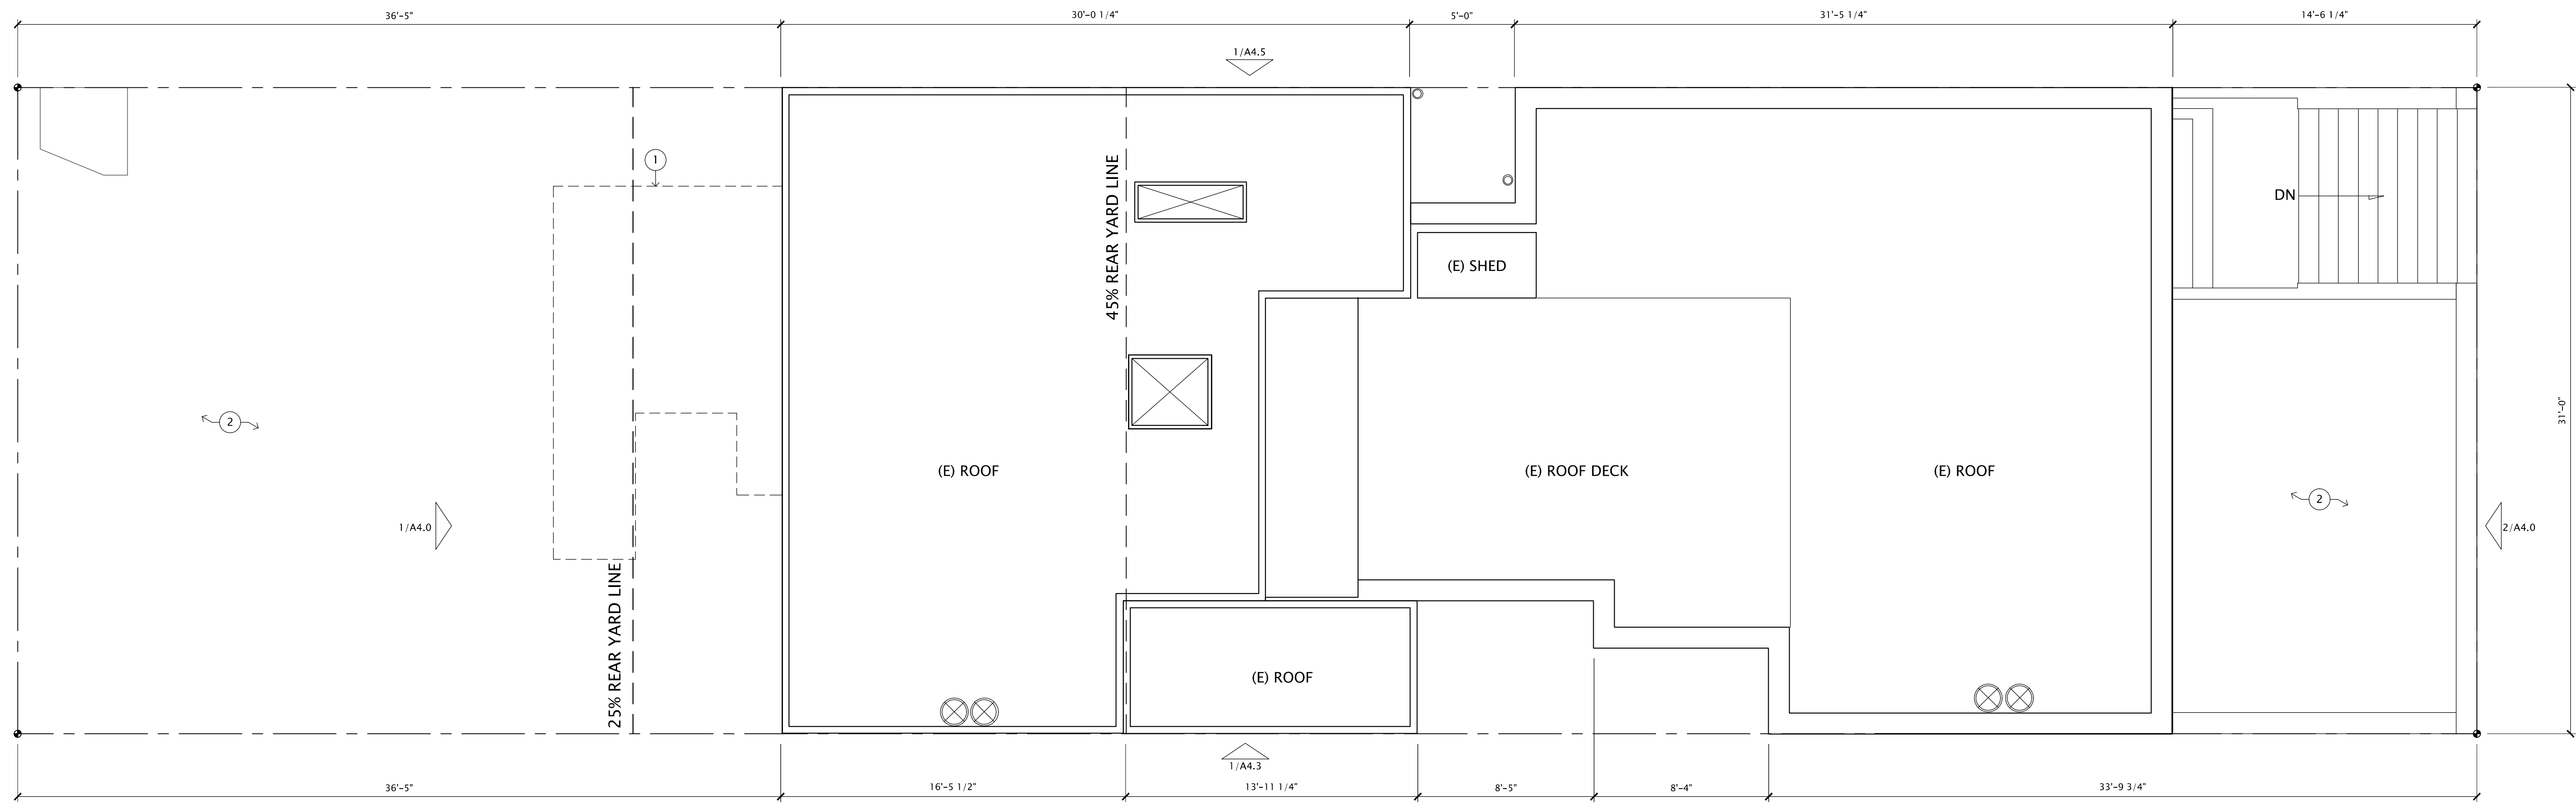 36'-5"
30'-0 1/4"
5'-0"
31'-5 1/4"
14'-6 1/4"
1/A4.5
1
45% REAR YARD LINE
DN
(E) SHED
31'-0"
2
(E) ROOF
(E) ROOF DECK
(E) ROOF
2
1/A4.0
2/A4.0
25% REAR YARD LINE
(E) ROOF
1/A4.3
36'-5"
16'-5 1/2"
13'-11 1/4"
8'-5"
8'-4"
33'-9 3/4"